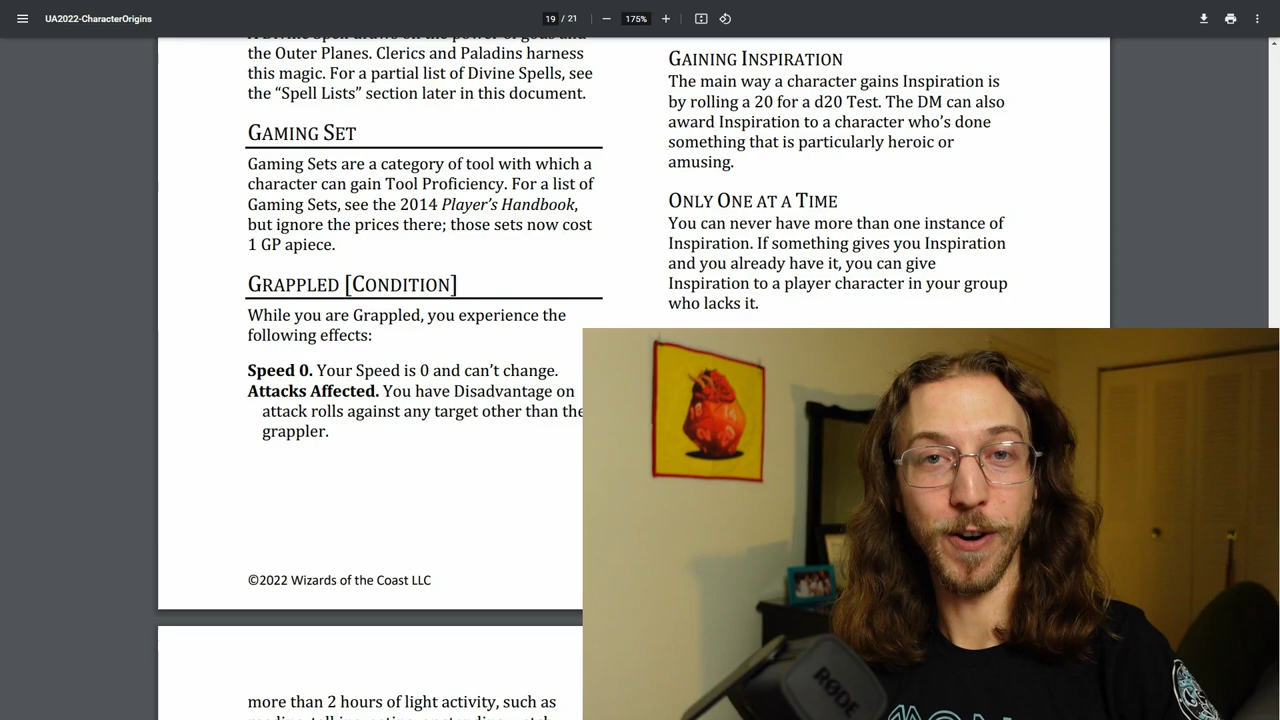 UA2022-CharacterOrigins
19 / 21
175%
the Outer Planes. Clerics and Paladins harness
this magic. For a partial list of Divine Spells, see
the “Spell Lists” section later in this document.
GAMING SET
Gaming Sets are a category of tool with which a
character can gain Tool Proficiency. For a list of
Gaming Sets, see the 2014 Player’s Handbook,
but ignore the prices there; those sets now cost
1 GP apiece.
GRAPPLED [CONDITION]
While you are Grappled, you experience the
following effects:
Speed 0. Your Speed is 0 and can’t change.
Attacks Affected. You have Disadvantage on
attack rolls against any target other than the
grappler.
©2022 Wizards of the Coast LLC
more than 2 hours of light activity, such as
GAINING INSPIRATION
The main way a character gains Inspiration is
by rolling a 20 for a d20 Test. The DM can also
award Inspiration to a character who’s done
something that is particularly heroic or
amusing.
ONLY ONE AT A TIME
You can never have more than one instance of
Inspiration. If something gives you Inspiration
and you already have it, you can give
Inspiration to a player character in your group
who lacks it.
RØDE